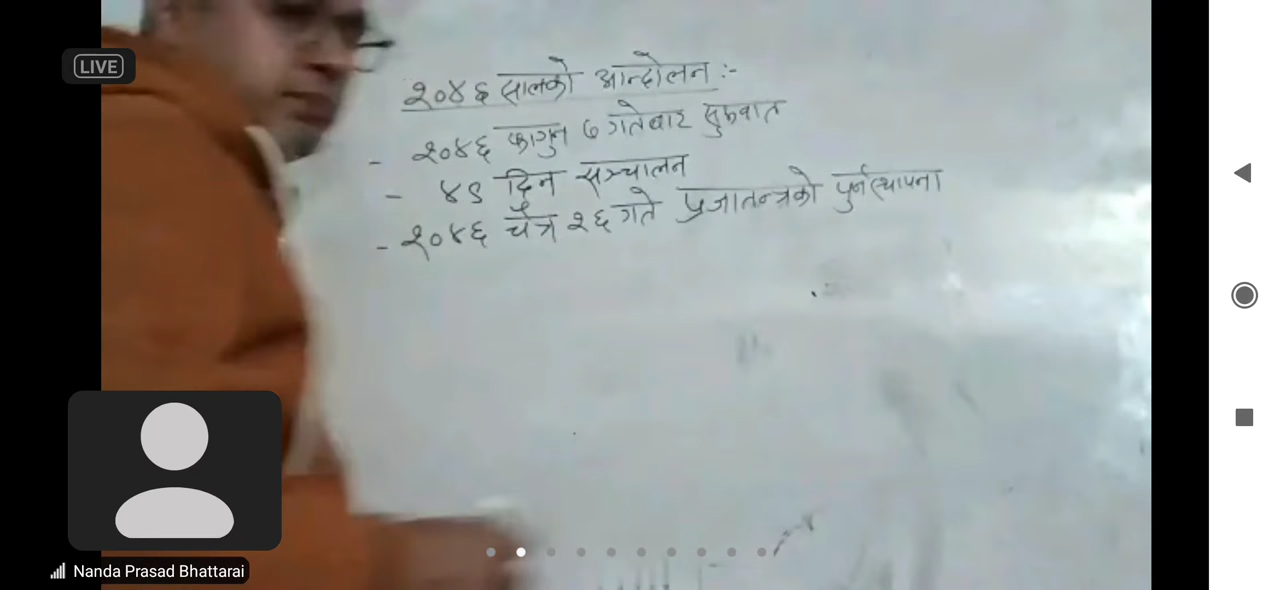 LIVE
२०४६ सालको आन्दोलन :-
- २०४६ फागुन ७ गतेबाट सुरुवात
- ४९ दिन सञ्चालन
- २०४६ चैत्र २६ गते प्रजातन्त्रको पुर्नस्थापना
Nanda Prasad Bhattarai